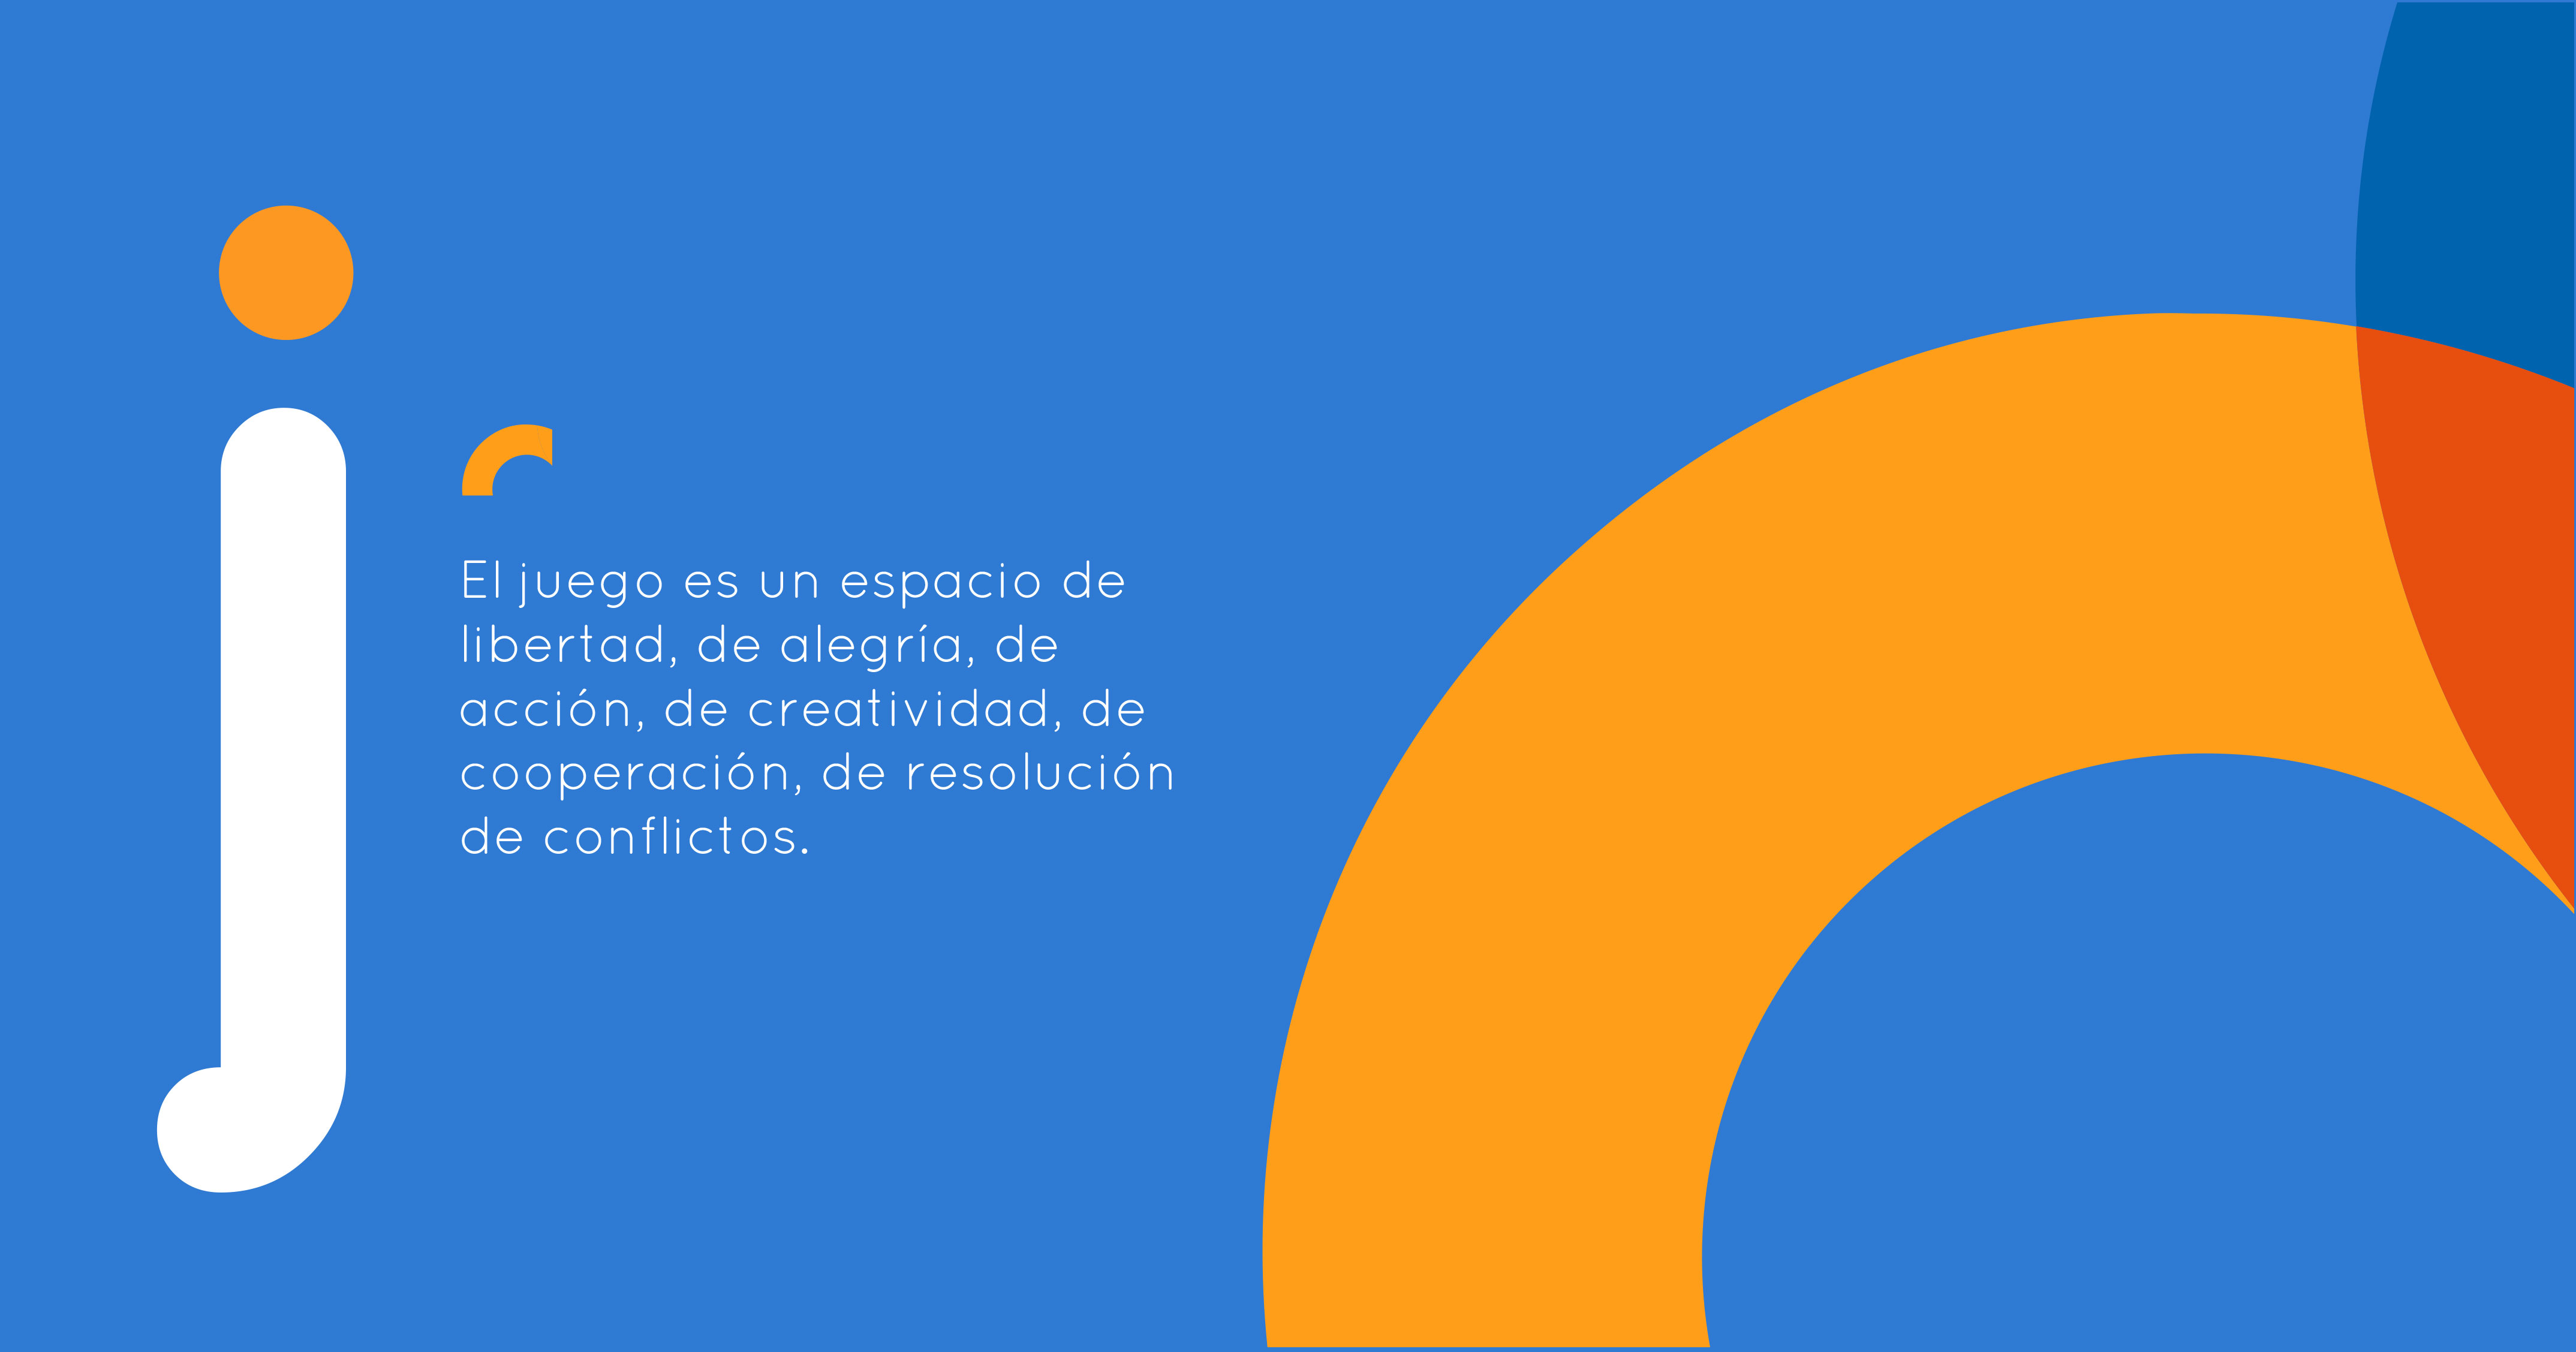 j
El juego es un espacio de
libertad, de alegría, de
acción, de creatividad, de
cooperación, de resolución
de conflictos.